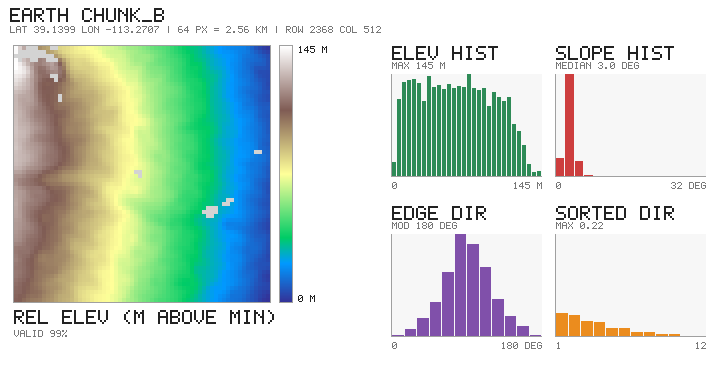 EARTH CHUNK_B
LAT 39.1399 LON -113.2707 | 64 PX = 2.56 KM | ROW 2368 COL 512
145 M
0 M
REL ELEV (M ABOVE MIN)
VALID 99%
ELEV HIST
MAX 145 M
0 145 M
SLOPE HIST
MEDIAN 3.0 DEG
0 32 DEG
EDGE DIR
MOD 180 DEG
0 180 DEG
SORTED DIR
MAX 0.22
1 12